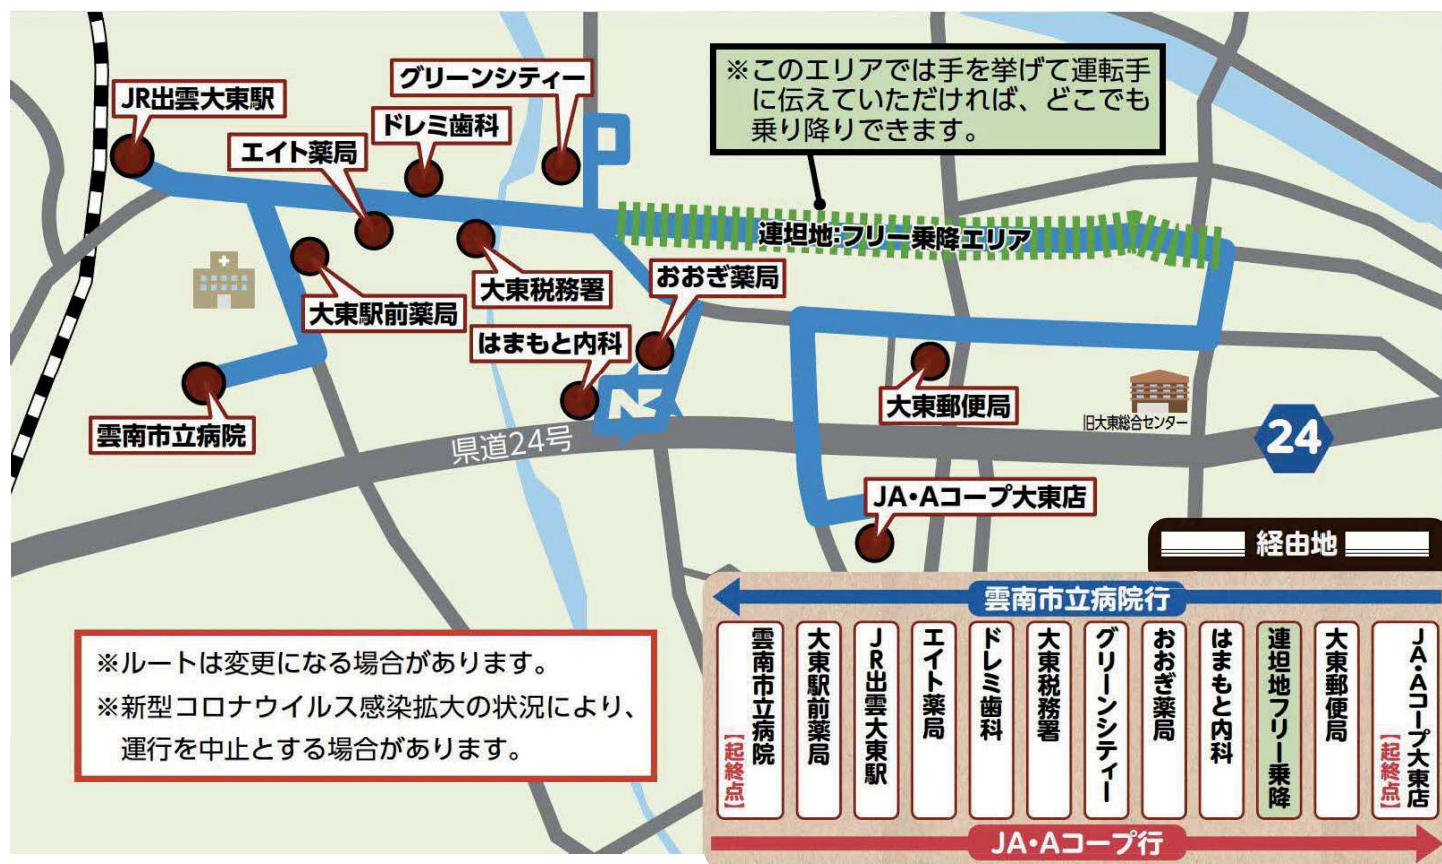 JR出雲大東駅
グリーンシティー
ドレミ歯科
エイト薬局
※このエリアでは手を挙げて運転手
に伝えていただければ、どこでも
乗り降りできます。
連坦地:フリー乗降エリア
大東税務署
おおぎ薬局
大東駅前薬局
はまもと内科
雲南市立病院
大東郵便局
旧大東総合センター
県道24号
24
JA・Aコープ大東店
経由地
雲南市立病院行
雲南市立病院
【起終点】
大東駅前薬局
JR出雲大東駅
エイト薬局
ドレミ歯科
大東税務署
グリーンシティー
おおぎ薬局
はまもと内科
連坦地フリー乗降
大東郵便局
JA・Aコープ大東店
【起終点】
JA・Aコープ行
※ルートは変更になる場合があります。
※新型コロナウイルス感染拡大の状況により、
運行を中止とする場合があります。